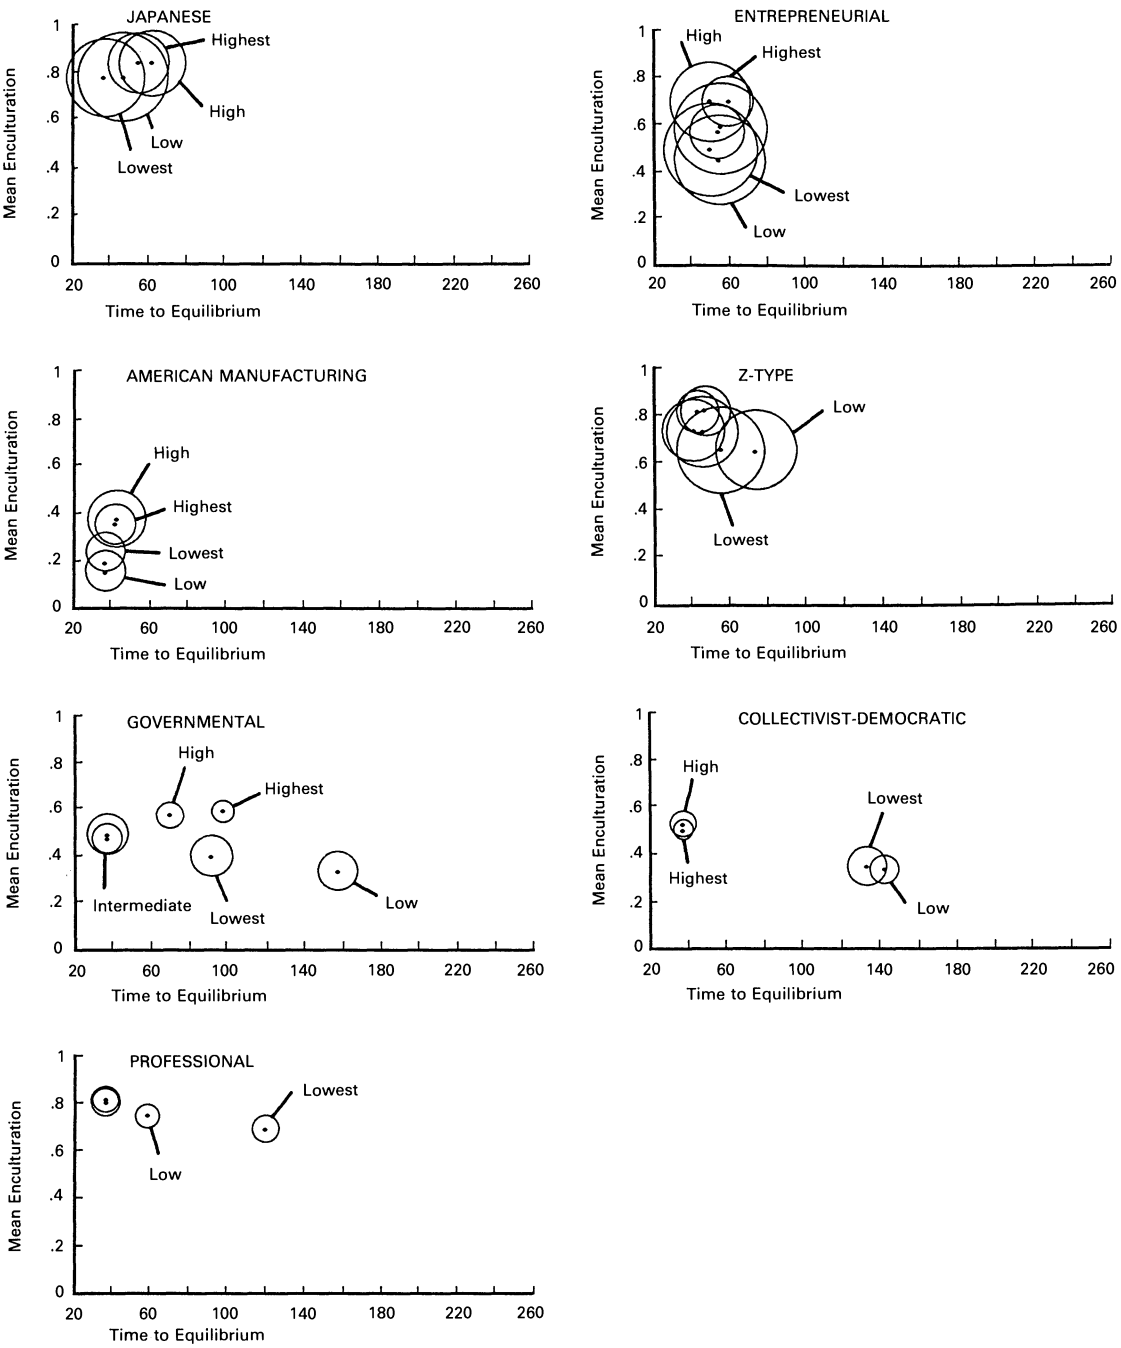 JAPANESE
Mean Enculturation
1
.8
.6
.4
.2
0
Highest
High
Low
Lowest
20 60 100 140 180 220 260
Time to Equilibrium
ENTREPRENEURIAL
Mean Enculturation
1
.8
.6
.4
.2
0
High
Highest
Lowest
Low
20 60 100 140 180 220 260
Time to Equilibrium
AMERICAN MANUFACTURING
Mean Enculturation
1
.8
.6
.4
.2
0
High
Highest
Lowest
Low
20 60 100 140 180 220 260
Time to Equilibrium
Z-TYPE
Mean Enculturation
1
.8
.6
.4
.2
0
Low
Lowest
20 60 100 140 180 220 260
Time to Equilibrium
GOVERNMENTAL
Mean Enculturation
1
.8
.6
.4
.2
0
High
Highest
Intermediate
Lowest
Low
20 60 100 140 180 220 260
Time to Equilibrium
COLLECTIVIST-DEMOCRATIC
Mean Enculturation
1
.8
.6
.4
.2
0
High
Lowest
Highest
Low
20 60 100 140 180 220 260
Time to Equilibrium
PROFESSIONAL
Mean Enculturation
1
.8
.6
.4
.2
0
Lowest
Low
20 60 100 140 180 220 260
Time to Equilibrium